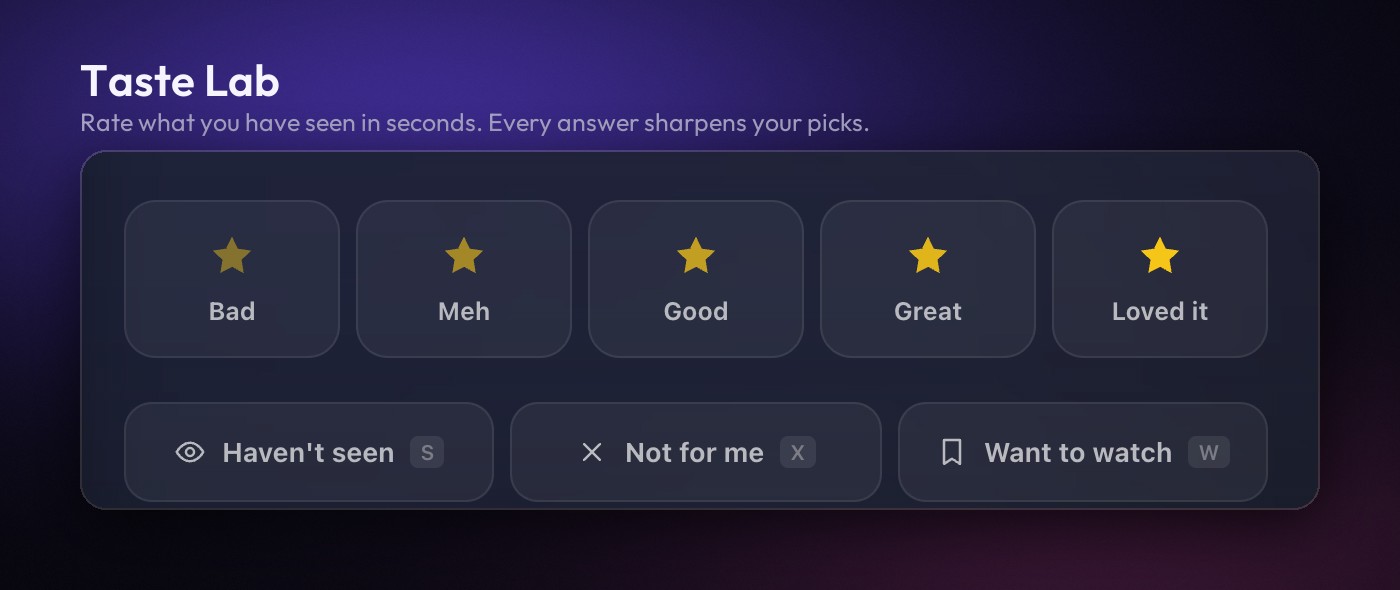 Taste Lab
Rate what you have seen in seconds. Every answer sharpens your picks.
Bad Meh Good Great Loved it
Haven't seen S Not for me X Want to watch W